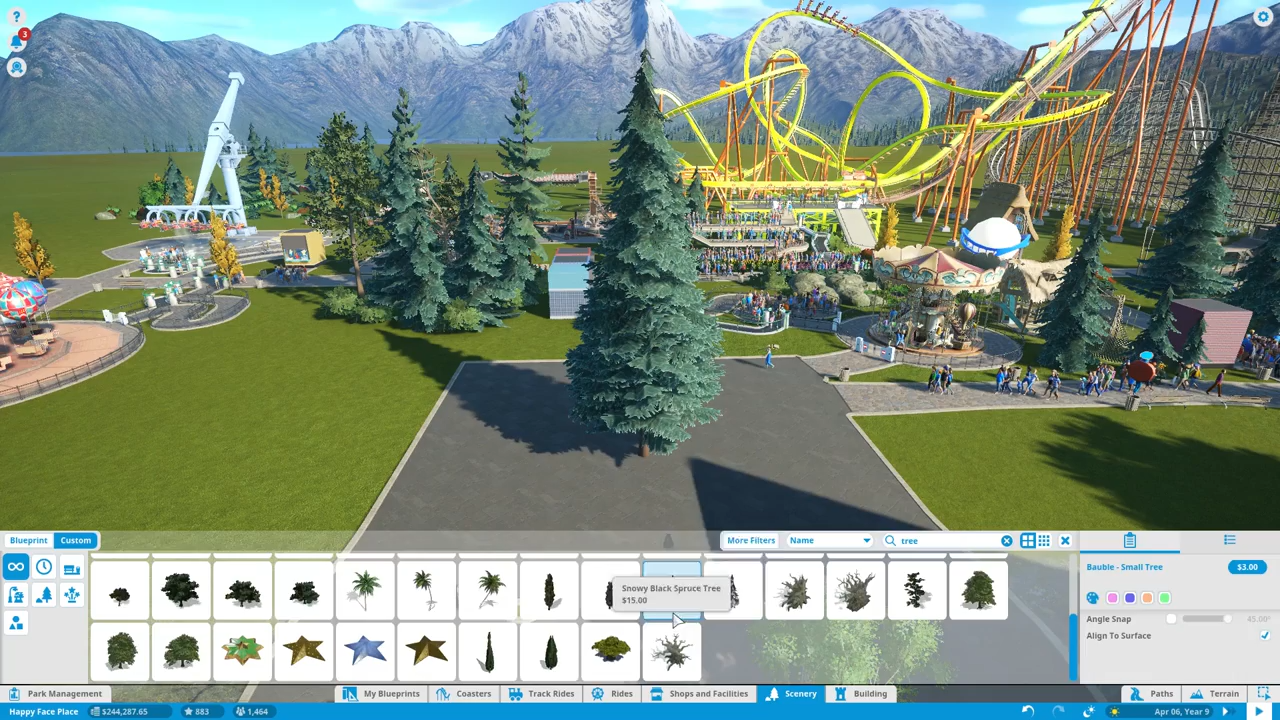 ?
3
Blueprint
Custom
More Filters
Name
tree
Bauble - Small Tree
$3.00
Snowy Black Spruce Tree
$15.00
Angle Snap
45.00°
Align To Surface
Park Management
My Blueprints
Coasters
Track Rides
Rides
Shops and Facilities
Scenery
Building
Paths
Terrain
Happy Face Place
$244,287.65
883
1,464
Apr 06, Year 9